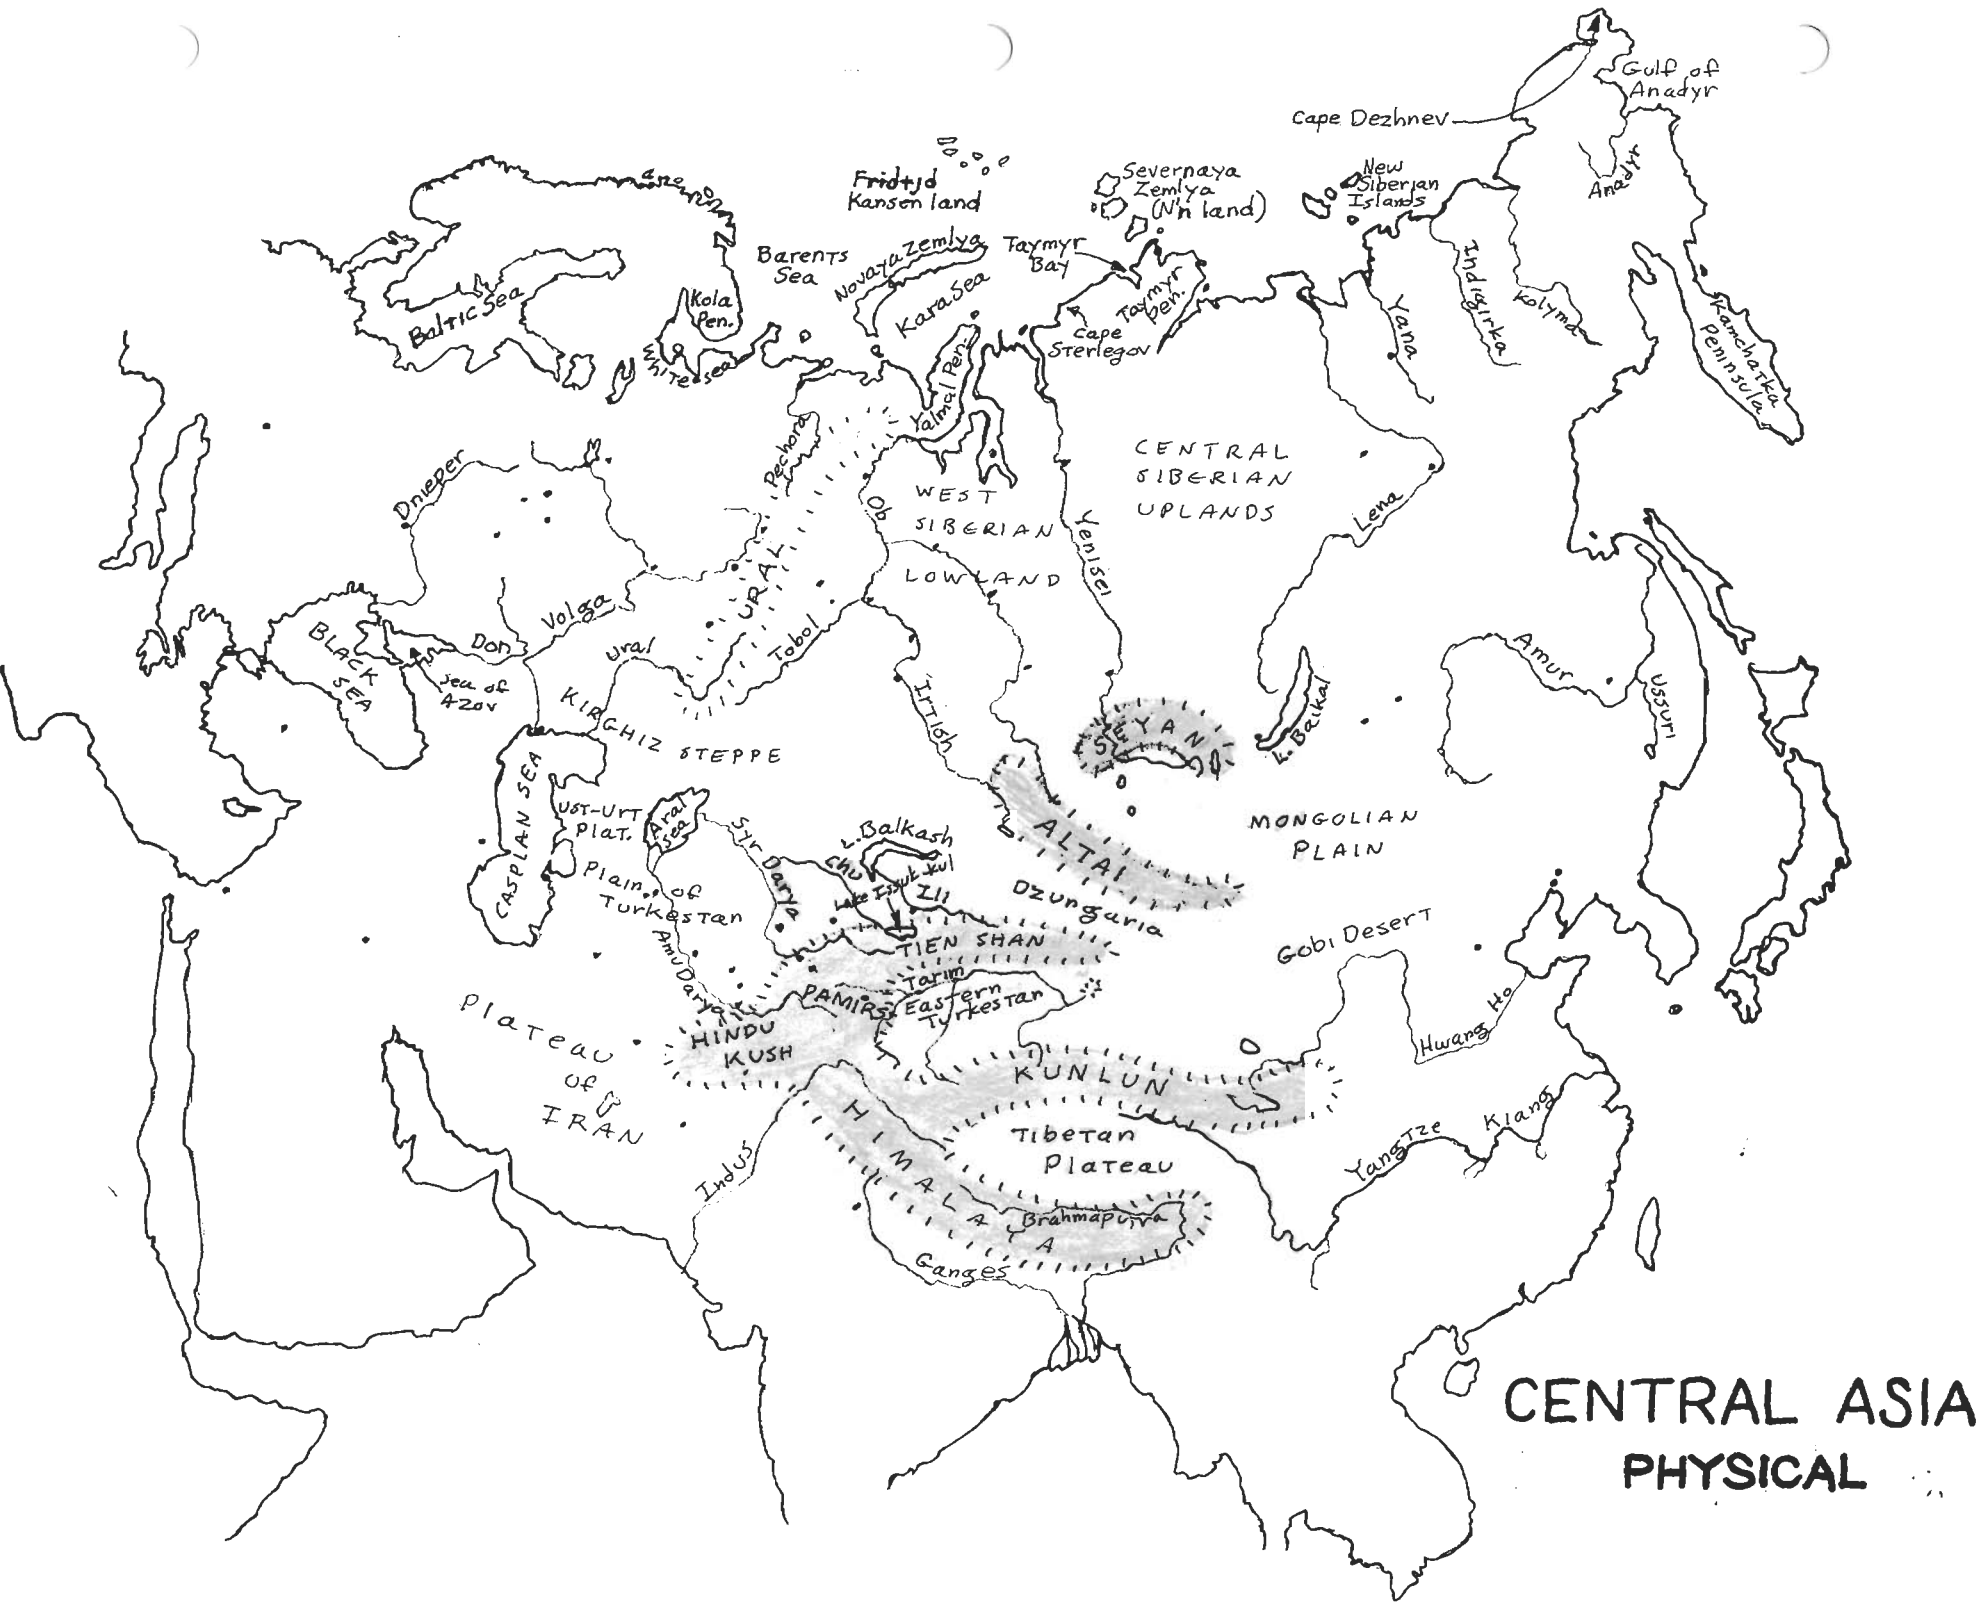 Gulf of
Anadyr
Cape Dezhnev
Anadyr
Fridtjd
Kansen land
Severnaya
Zemlya
(N'n land)
New
Siberian
Islands
Barents
Sea
Novaya Zemlya
Kara Sea
Taymyr
Bay
Taymyr
Pen.
Cape
Sterlegov
Indigirka
Kolyma
Yana
Kamchatka
Peninsula
Kola
Pen.
Baltic Sea
White sea
Yalmal Pen.
Pechora
Dnieper
Ob
WEST
SIBERIAN
LOWLAND
CENTRAL
SIBERIAN
UPLANDS
Yenisei
Lena
URAL
Volga
Don
Ural
Tobol
BLACK
SEA
Sea of
Azov
KIRGHIZ STEPPE
Irtish
SEYAN
L. Baikal
Amur
Ussuri
CASPLAN SEA
UST-URT
PLAT.
Aral
Sea
Syr Darya
L. Balkash
Chu
Lake Issuk-kul
Ili
ALTAI
MONGOLIAN
PLAIN
Dzungaria
Plain of
Turkestan
Amu Darya
TIEN SHAN
Tarim
PAMIRS
Eastern
Turkestan
Gobi Desert
Hwang Ho
Plateau
of
IRAN
HINDU
KUSH
KUNLUN
Tibetan
Plateau
HIMALAYA
Indus
Brahmaputra
Ganges
Yangtze Kiang
CENTRAL ASIA
PHYSICAL